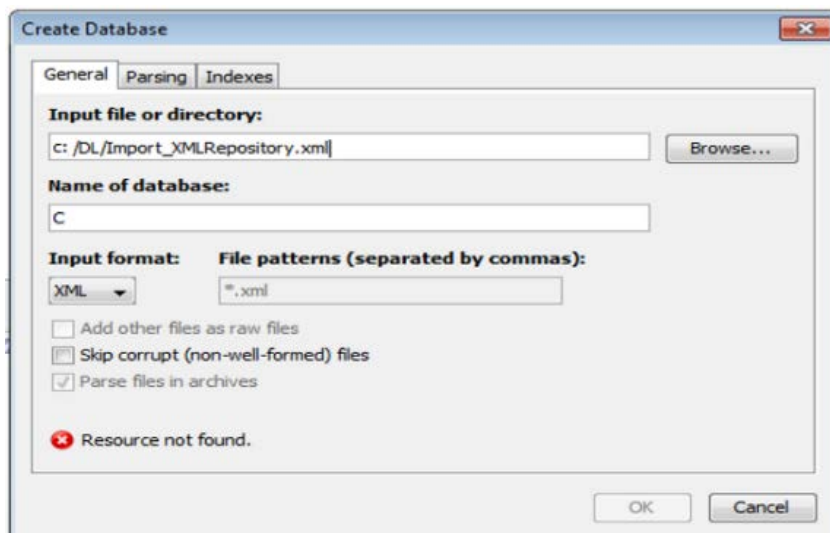 Create Database
General Parsing Indexes
Input file or directory:
c: /DL/Import_XMLRepository.xml
Browse...
Name of database:
C
Input format: File patterns (separated by commas):
XML *.xml
Add other files as raw files
Skip corrupt (non-well-formed) files
Parse files in archives
Resource not found.
OK Cancel